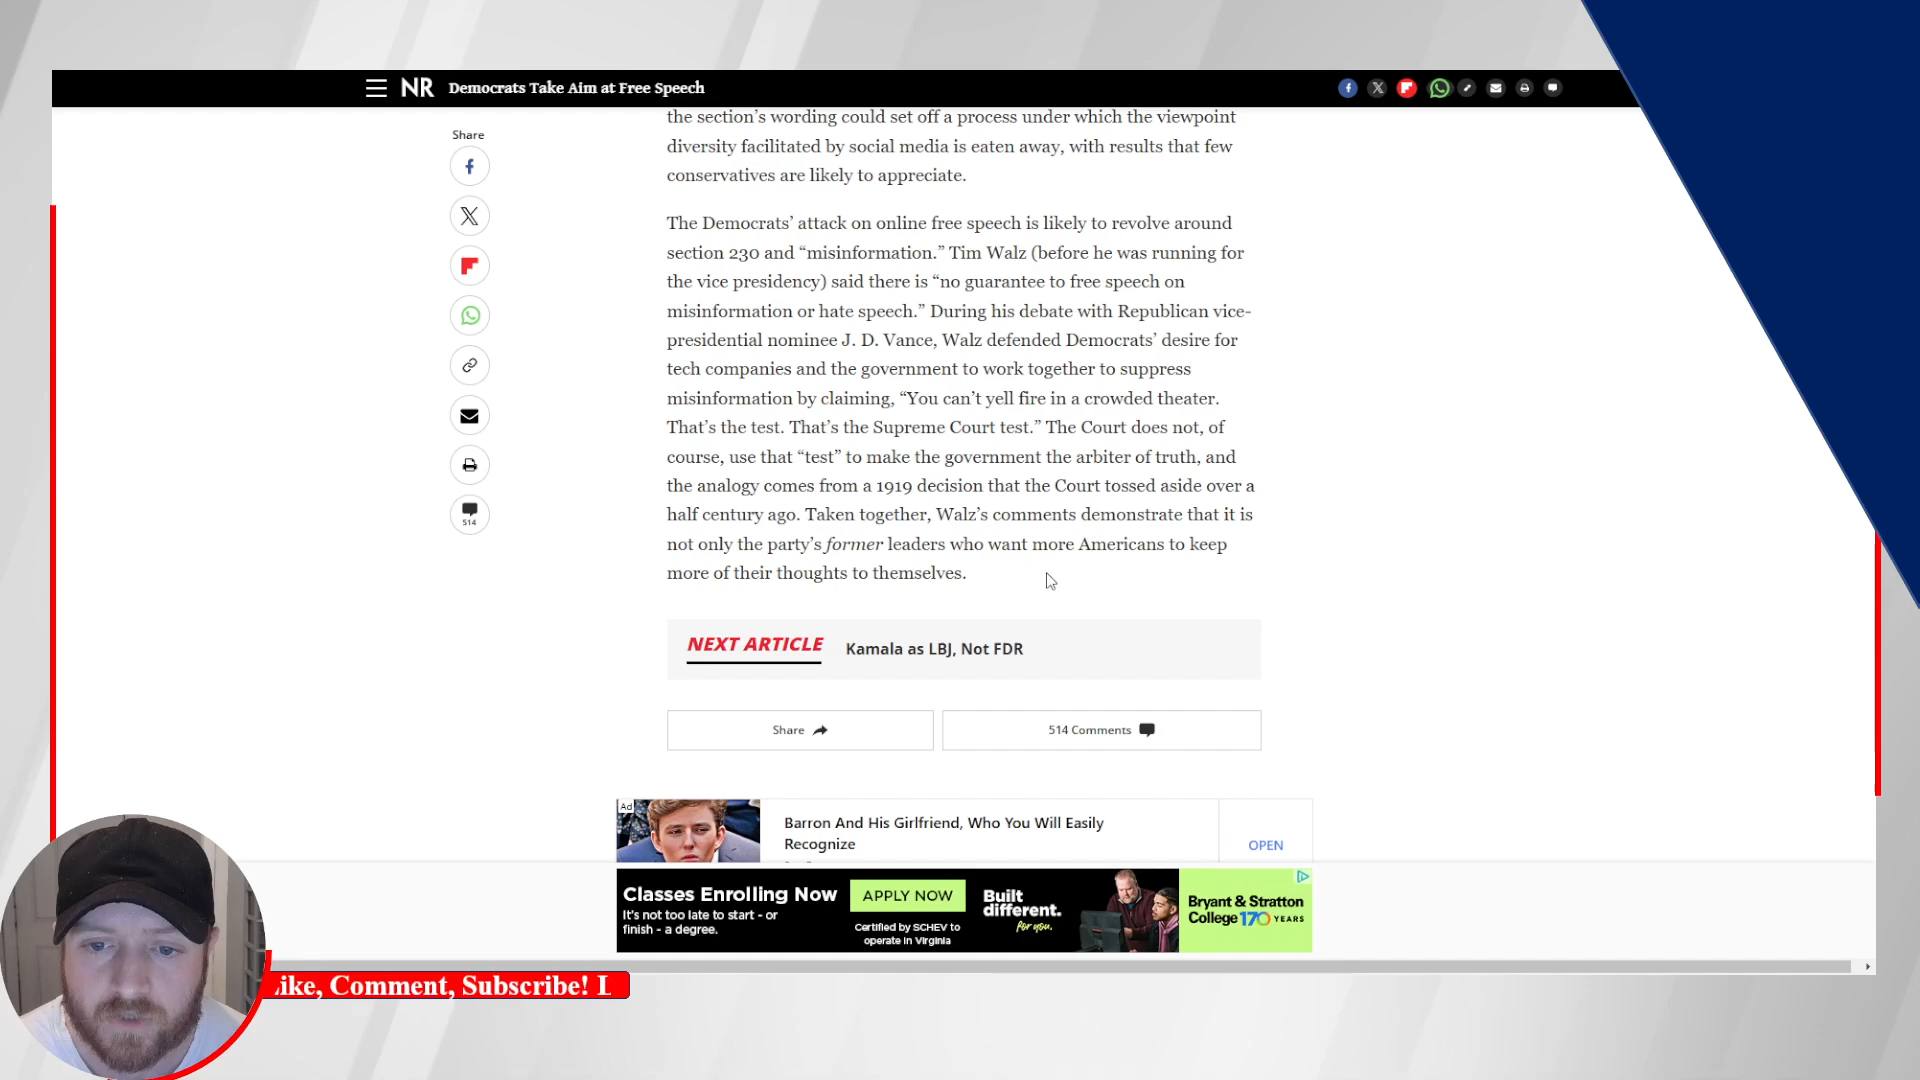 NR Democrats Take Aim at Free Speech
Share
514
the section’s wording could set off a process under which the viewpoint
diversity facilitated by social media is eaten away, with results that few
conservatives are likely to appreciate.
The Democrats’ attack on online free speech is likely to revolve around
section 230 and “misinformation.” Tim Walz (before he was running for
the vice presidency) said there is “no guarantee to free speech on
misinformation or hate speech.” During his debate with Republican vice-
presidential nominee J. D. Vance, Walz defended Democrats’ desire for
tech companies and the government to work together to suppress
misinformation by claiming, “You can’t yell fire in a crowded theater.
That’s the test. That’s the Supreme Court test.” The Court does not, of
course, use that “test” to make the government the arbiter of truth, and
the analogy comes from a 1919 decision that the Court tossed aside over a
half century ago. Taken together, Walz’s comments demonstrate that it is
not only the party’s former leaders who want more Americans to keep
more of their thoughts to themselves.
NEXT ARTICLE Kamala as LBJ, Not FDR
Share
514 Comments
Ad
Barron And His Girlfriend, Who You Will Easily
Recognize
OPEN
Classes Enrolling Now
It’s not too late to start - or
finish - a degree.
APPLY NOW
Certified by SCHEV to
operate in Virginia
Built
different.
for you.
Bryant & Stratton
College 170 YEARS
ike, Comment, Subscribe! L